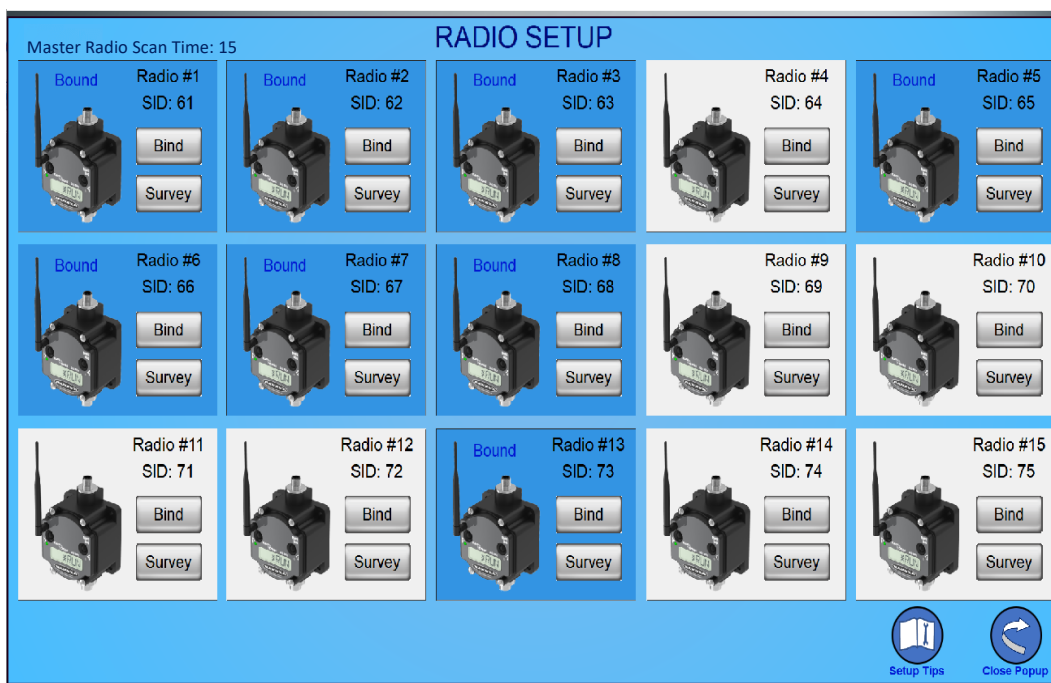 RADIO SETUP
Master Radio Scan Time: 15
Bound Radio #1
SID: 61
Bind
Survey
Bound Radio #2
SID: 62
Bind
Survey
Bound Radio #3
SID: 63
Bind
Survey
Radio #4
SID: 64
Bind
Survey
Bound Radio #5
SID: 65
Bind
Survey
Bound Radio #6
SID: 66
Bind
Survey
Bound Radio #7
SID: 67
Bind
Survey
Bound Radio #8
SID: 68
Bind
Survey
Radio #9
SID: 69
Bind
Survey
Radio #10
SID: 70
Bind
Survey
Radio #11
SID: 71
Bind
Survey
Radio #12
SID: 72
Bind
Survey
Bound Radio #13
SID: 73
Bind
Survey
Radio #14
SID: 74
Bind
Survey
Radio #15
SID: 75
Bind
Survey
Setup Tips
Close Popup